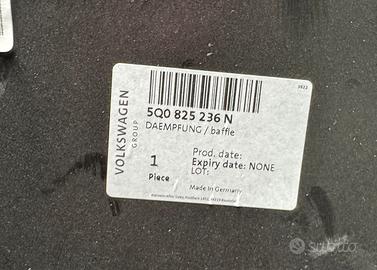 3622
5Q0 825 236 N
DAEMPFUNG / baffle
VOLKSWAGEN
GROUP
1
Piece
Prod. date:
Expiry date: NONE
LOT:
Made in Germany
subito